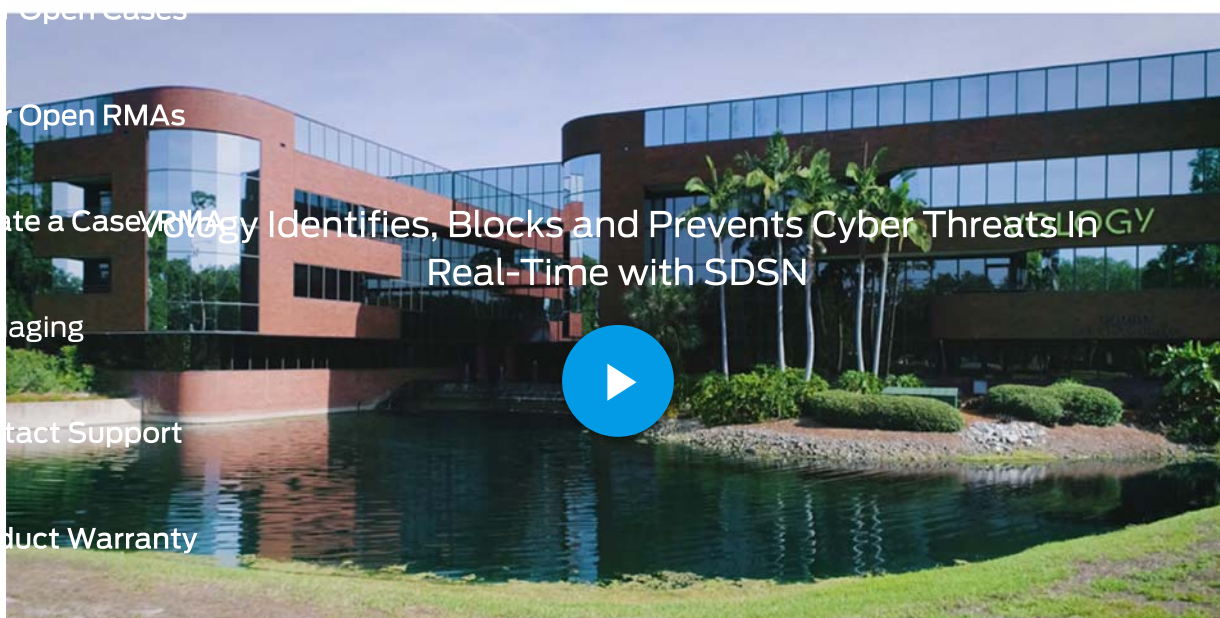 Open Cases
r Open RMAs
ate a Case/RMA
Vology Identifies, Blocks and Prevents Cyber Threats In
Real-Time with SDSN
VOLOGY
aging
tact Support
duct Warranty